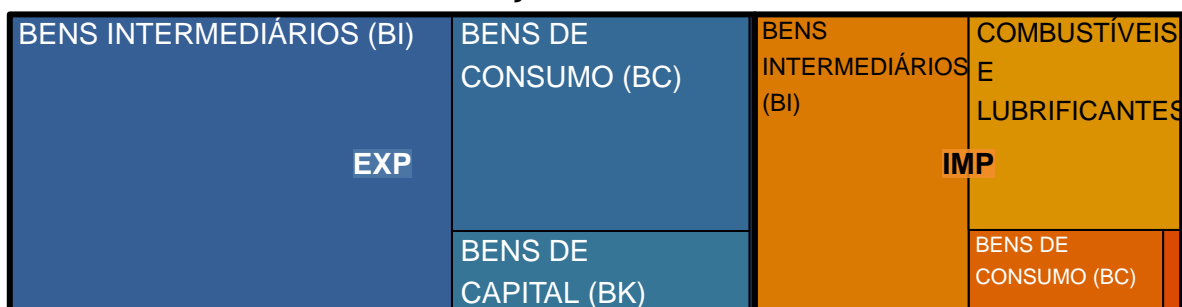 BENS INTERMEDIÁRIOS (BI)
EXP
BENS DE
CONSUMO (BC)
BENS DE
CAPITAL (BK)
BENS
INTERMEDIÁRIOS
(BI)
IMP
COMBUSTÍVEIS
E
LUBRIFICANTES
BENS DE
CONSUMO (BC)